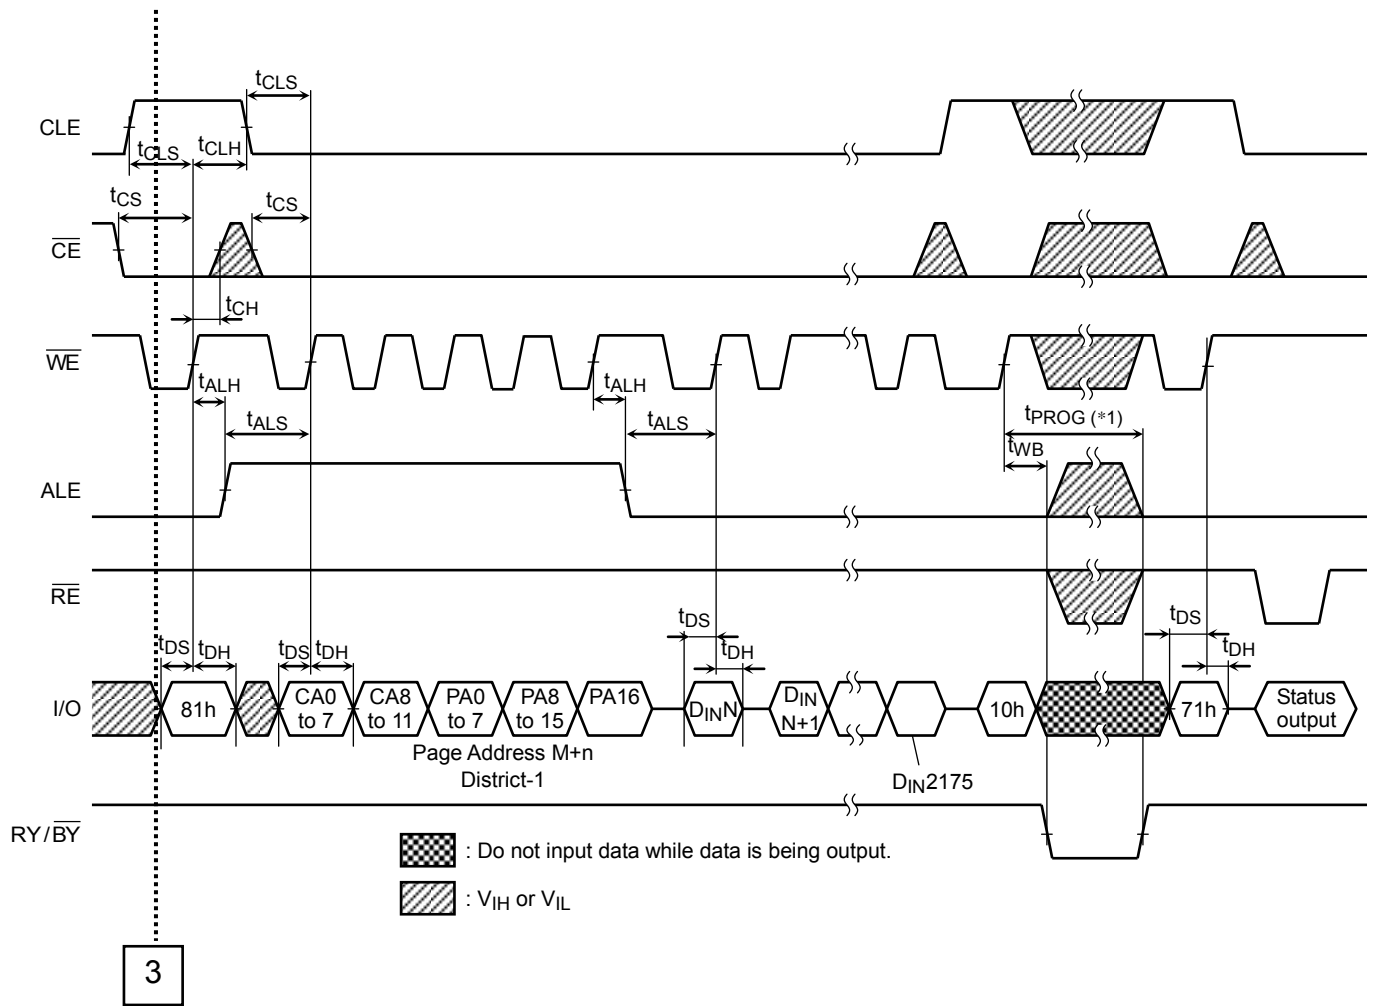 tCLS
CLE
tCLS tCLH
tCS tCS
CE
tCH
WE
tALH tALH
tALS tALS tPROG (*1)
tWB
ALE
RE
tDS tDH tDS tDH tDS tDH tDS tDH
I/O 81h CA0 to 7 CA8 to 11 PA0 to 7 PA8 to 15 PA16 DINN DIN N+1 10h 71h Status output
Page Address M+n
District-1
DIN2175
RY/BY
: Do not input data while data is being output.
: VIH or VIL
3